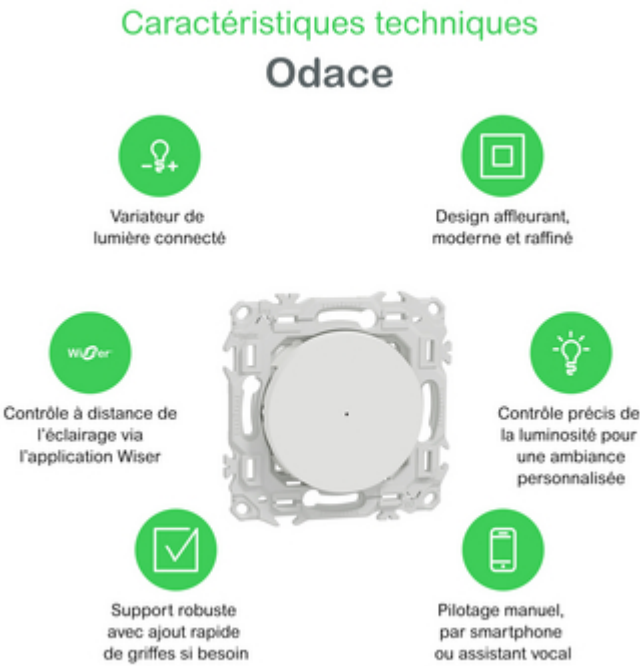 Caractéristiques techniques
Odace
Variateur de
lumière connecté
Design affleurant,
moderne et raffiné
Wiser
Contrôle à distance de
l'éclairage via
l'application Wiser
Contrôle précis de
la luminosité pour
une ambiance
personnalisée
Support robuste
avec ajout rapide
de griffes si besoin
Pilotage manuel,
par smartphone
ou assistant vocal